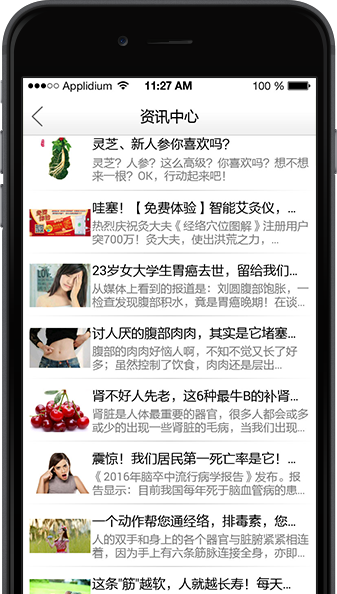 Applidium 11:27 AM 100 %
资讯中心
灵芝、新人参你喜欢吗?
灵芝？人参？这么高级？你喜欢吗？想不想
来一根？OK，行动起来吧！
哇塞！【免费体验】智能艾灸仪，...
热烈庆祝灸大夫《经络穴位图解》注册用户
突破700万！灸大夫，使出洪荒之力，...
23岁女大学生胃癌去世，留给我们...
从媒体上看到的报道是：刘圆腹部饱胀，一
检查发现腹部积水，竟是胃癌晚期！在谈...
讨人厌的腹部肉肉，其实是它堵塞...
腹部的肉肉好恼人啊，不知不觉又长了好
多；虽然控制了饮食，肉肉还是层出...
肾不好人先老，这6种最牛B的补肾...
肾脏是人体最重要的器官，很多人都会或多
或少的出现一些肾脏的毛病，当我们出现...
震惊！我们居民第一死亡率是它！...
《2016年脑卒中流行病学报告》发布。报
告显示：目前我国每年死于脑血管病的患...
一个动作帮您通经络，排毒素，您...
人的双手和身上的各个器官与脏腑紧紧相连
着，因为手上有六条筋脉连接全身，亦即...
这条"筋"越软，人就越长寿！每天...